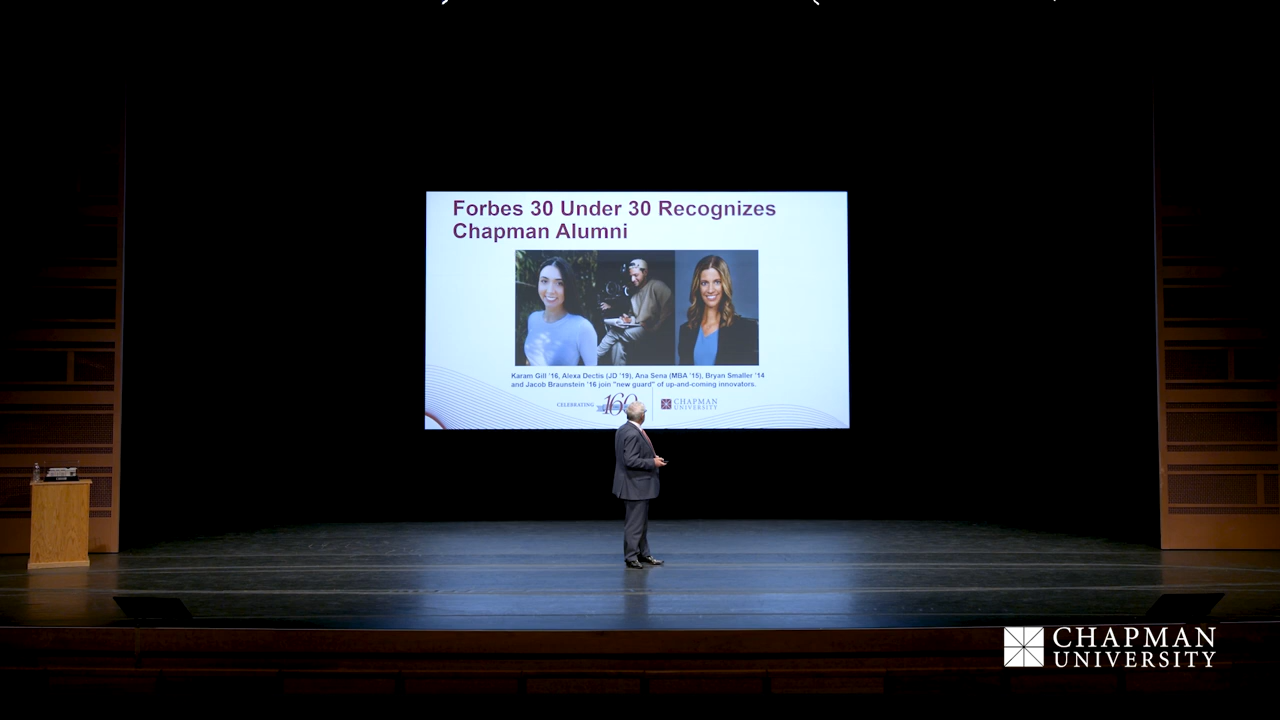 Forbes 30 Under 30 Recognizes
Chapman Alumni
Karam Gill '16, Alexa Dectis (JD '19), Ana Sena (MBA '15), Bryan Smaller '14
and Jacob Braunstein '16 join "new guard" of up-and-coming innovators.
CELEBRATING 160
CHAPMAN
UNIVERSITY
CHAPMAN
UNIVERSITY